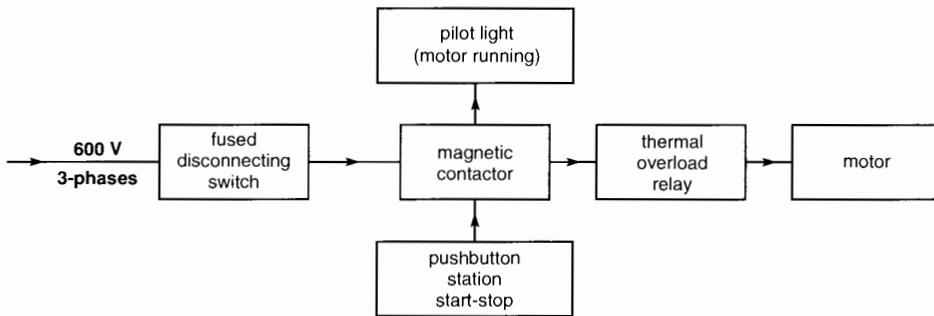 pilot light
(motor running)
600 V
3-phases
fused
disconnecting
switch
magnetic
contactor
thermal
overload
relay
motor
pushbutton
station
start-stop